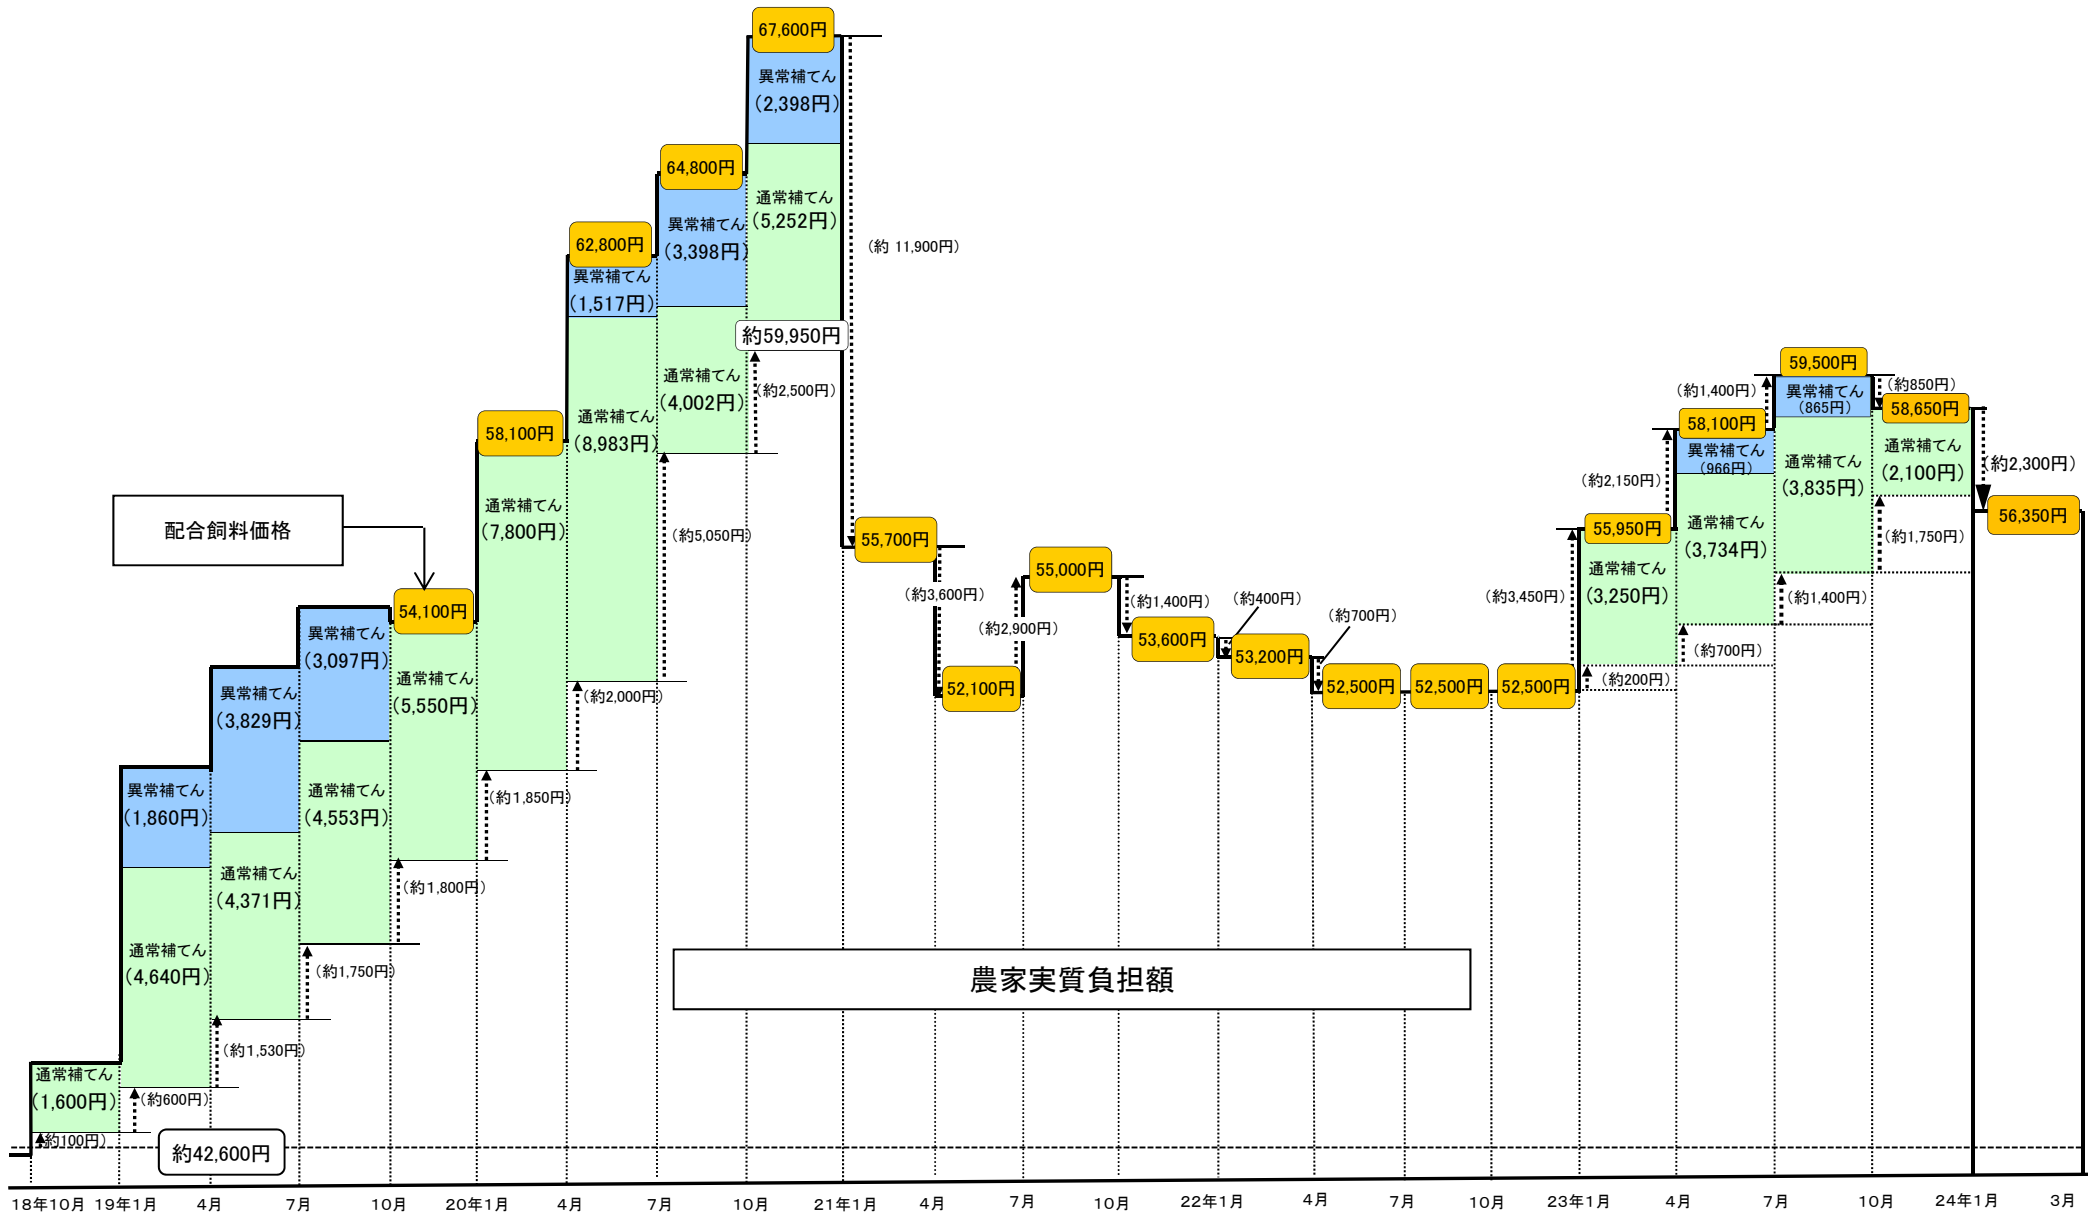 67,600円
異常補てん
（2,398円）
通常補てん
（5,252円）
約59,950円
（約2,500円）
（約 11,900円）
64,800円
異常補てん
（3,398円）
通常補てん
（4,002円）
（約5,050円）
62,800円
異常補てん
（1,517円）
通常補てん
（8,983円）
（約2,000円）
58,100円
通常補てん
（7,800円）
（約1,850円）
配合飼料価格
54,100円
通常補てん
（5,550円）
（約1,800円）
異常補てん
（3,097円）
通常補てん
（4,553円）
（約1,750円）
異常補てん
（3,829円）
通常補てん
（4,371円）
（約1,530円）
異常補てん
（1,860円）
通常補てん
（4,640円）
（約600円）
通常補てん
（1,600円）
（約100円）
約42,600円
55,700円
（約3,600円）
52,100円
（約2,900円）
55,000円
（約1,400円）
53,600円
（約400円）
53,200円
（約700円）
52,500円
52,500円
52,500円
（約3,450円）
55,950円
通常補てん
（3,250円）
（約200円）
（約2,150円）
58,100円
異常補てん
（966円）
通常補てん
（3,734円）
（約700円）
（約1,400円）
59,500円
異常補てん
（865円）
通常補てん
（3,835円）
（約1,400円）
（約850円）
58,650円
通常補てん
（2,100円）
（約1,750円）
（約2,300円）
56,350円
農家実質負担額
18年10月 19年1月 4月 7月 10月 20年1月 4月 7月 10月 21年1月 4月 7月 10月 22年1月 4月 7月 10月 23年1月 4月 7月 10月 24年1月 3月